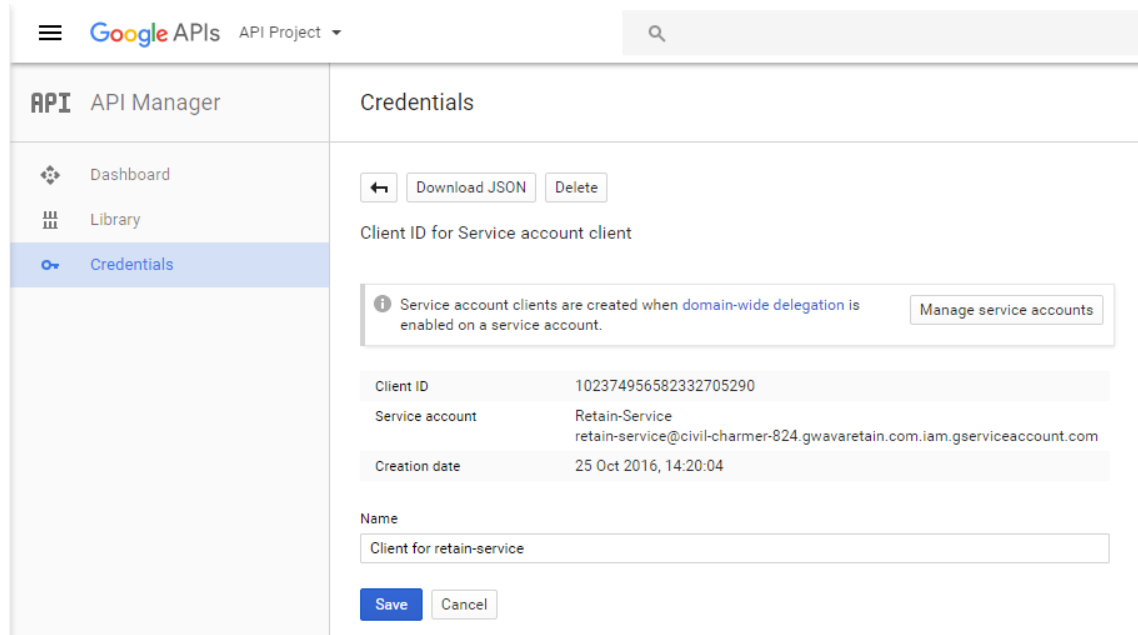 Google APIs API Project
API API Manager
Credentials
Dashboard
Library
Credentials
Download JSON Delete
Client ID for Service account client
Service account clients are created when domain-wide delegation is
enabled on a service account.
Manage service accounts
Client ID 102374956582332705290
Service account Retain-Service
retain-service@civil-charmer-824.gwavaretain.com.iam.gserviceaccount.com
Creation date 25 Oct 2016, 14:20:04
Name
Client for retain-service
Save Cancel